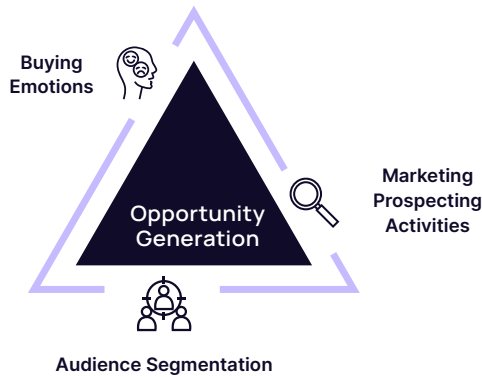 Buying
Emotions
Marketing
Prospecting
Activities
Opportunity
Generation
Audience Segmentation